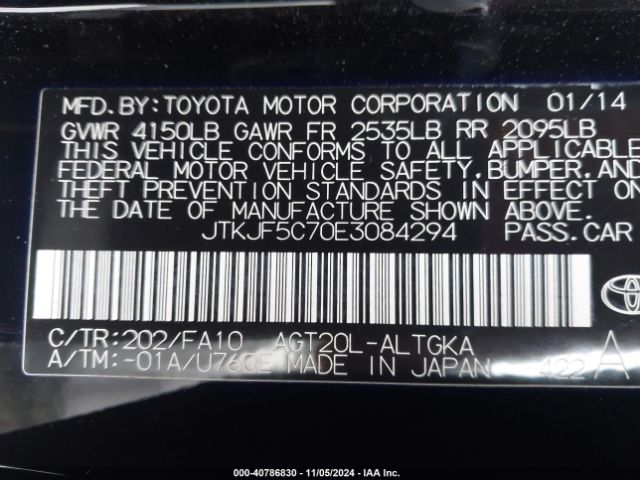 MFD. BY: TOYOTA MOTOR CORPORATION 01/14
GVWR 4150LB GAWR FR 2535LB RR 2095LB
THIS VEHICLE CONFORMS TO ALL APPLICABLE
FEDERAL MOTOR VEHICLE SAFETY, BUMPER, AND
THEFT PREVENTION STANDARDS IN EFFECT ON
THE DATE OF MANUFACTURE SHOWN ABOVE.
JTKJF5C70E3084294 PASS. CAR
C/TR: 202/FA10 AGT20L-ALTGKA
A/TM: -01A/U760E MADE IN JAPAN 422 A
#40786830 - 11/05/2024 - IAA Inc.